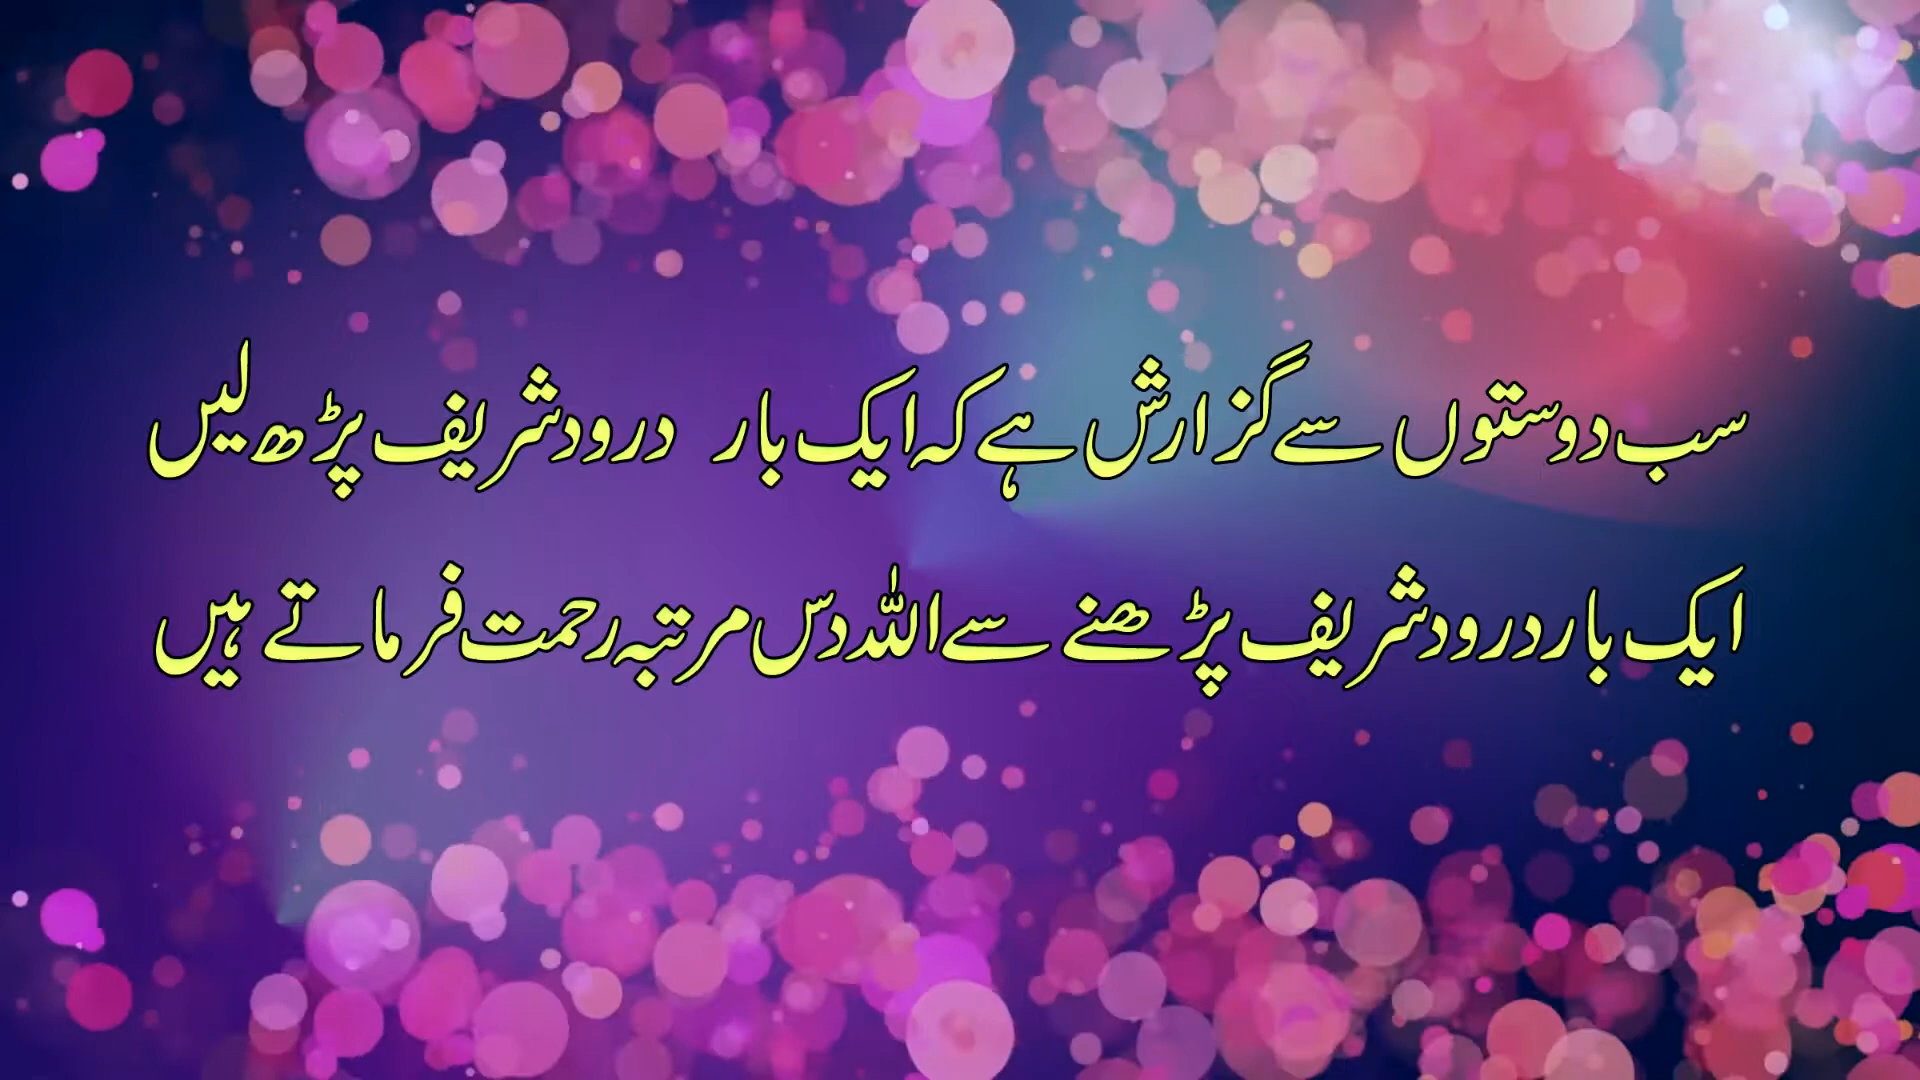 سب دوستوں سے گزارش ہے کہ ایک بار درود شریف پڑھ لیں
ایک بار درود شریف پڑھنے سے اللہ دس مرتبہ رحمت فرماتے ہیں